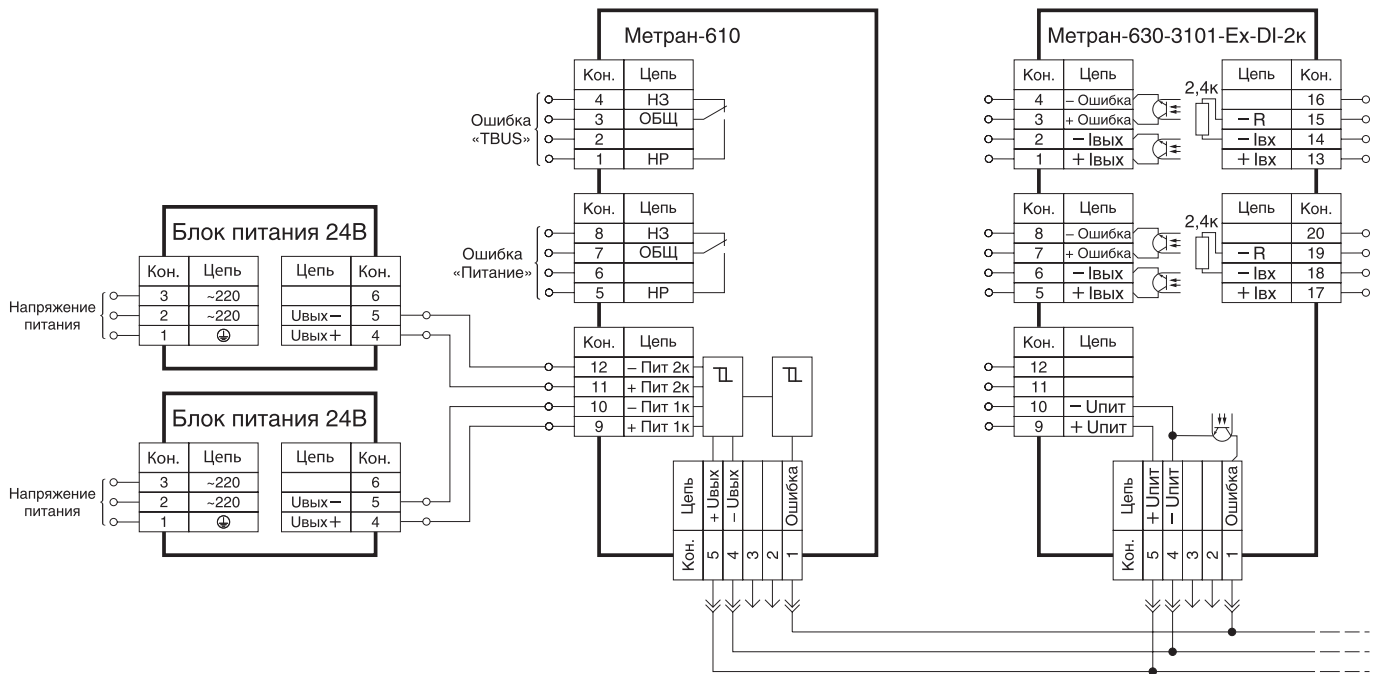 Метран-610
Кон. Цепь
4 НЗ
3 ОБЩ
2
1 НР
Ошибка
«TBUS»
Кон. Цепь
8 НЗ
7 ОБЩ
6
5 НР
Ошибка
«Питание»
Кон. Цепь
12 – Пит 2к
11 + Пит 2к
10 – Пит 1к
9 + Пит 1к
Цепь + Uвых – Uвых Ошибка
Кон. 5 4 3 2 1
Блок питания 24В
Кон. Цепь Цепь Кон.
3 ~220 6
2 ~220 Uвых – 5
1 Uвых + 4
Напряжение
питания
Блок питания 24В
Кон. Цепь Цепь Кон.
3 ~220 6
2 ~220 Uвых – 5
1 Uвых + 4
Напряжение
питания
Метран-630-3101-Ex-DI-2к
Кон. Цепь Цепь Кон.
4 – Ошибка 2,4к 16
3 + Ошибка – R 15
2 – Iвых – Iвх 14
1 + Iвых + Iвх 13
Кон. Цепь Цепь Кон.
8 – Ошибка 2,4к 20
7 + Ошибка – R 19
6 – Iвых – Iвх 18
5 + Iвых + Iвх 17
Кон. Цепь
12
11
10 – Uпит
9 + Uпит
Цепь + Uпит – Uпит Ошибка
Кон. 5 4 3 2 1